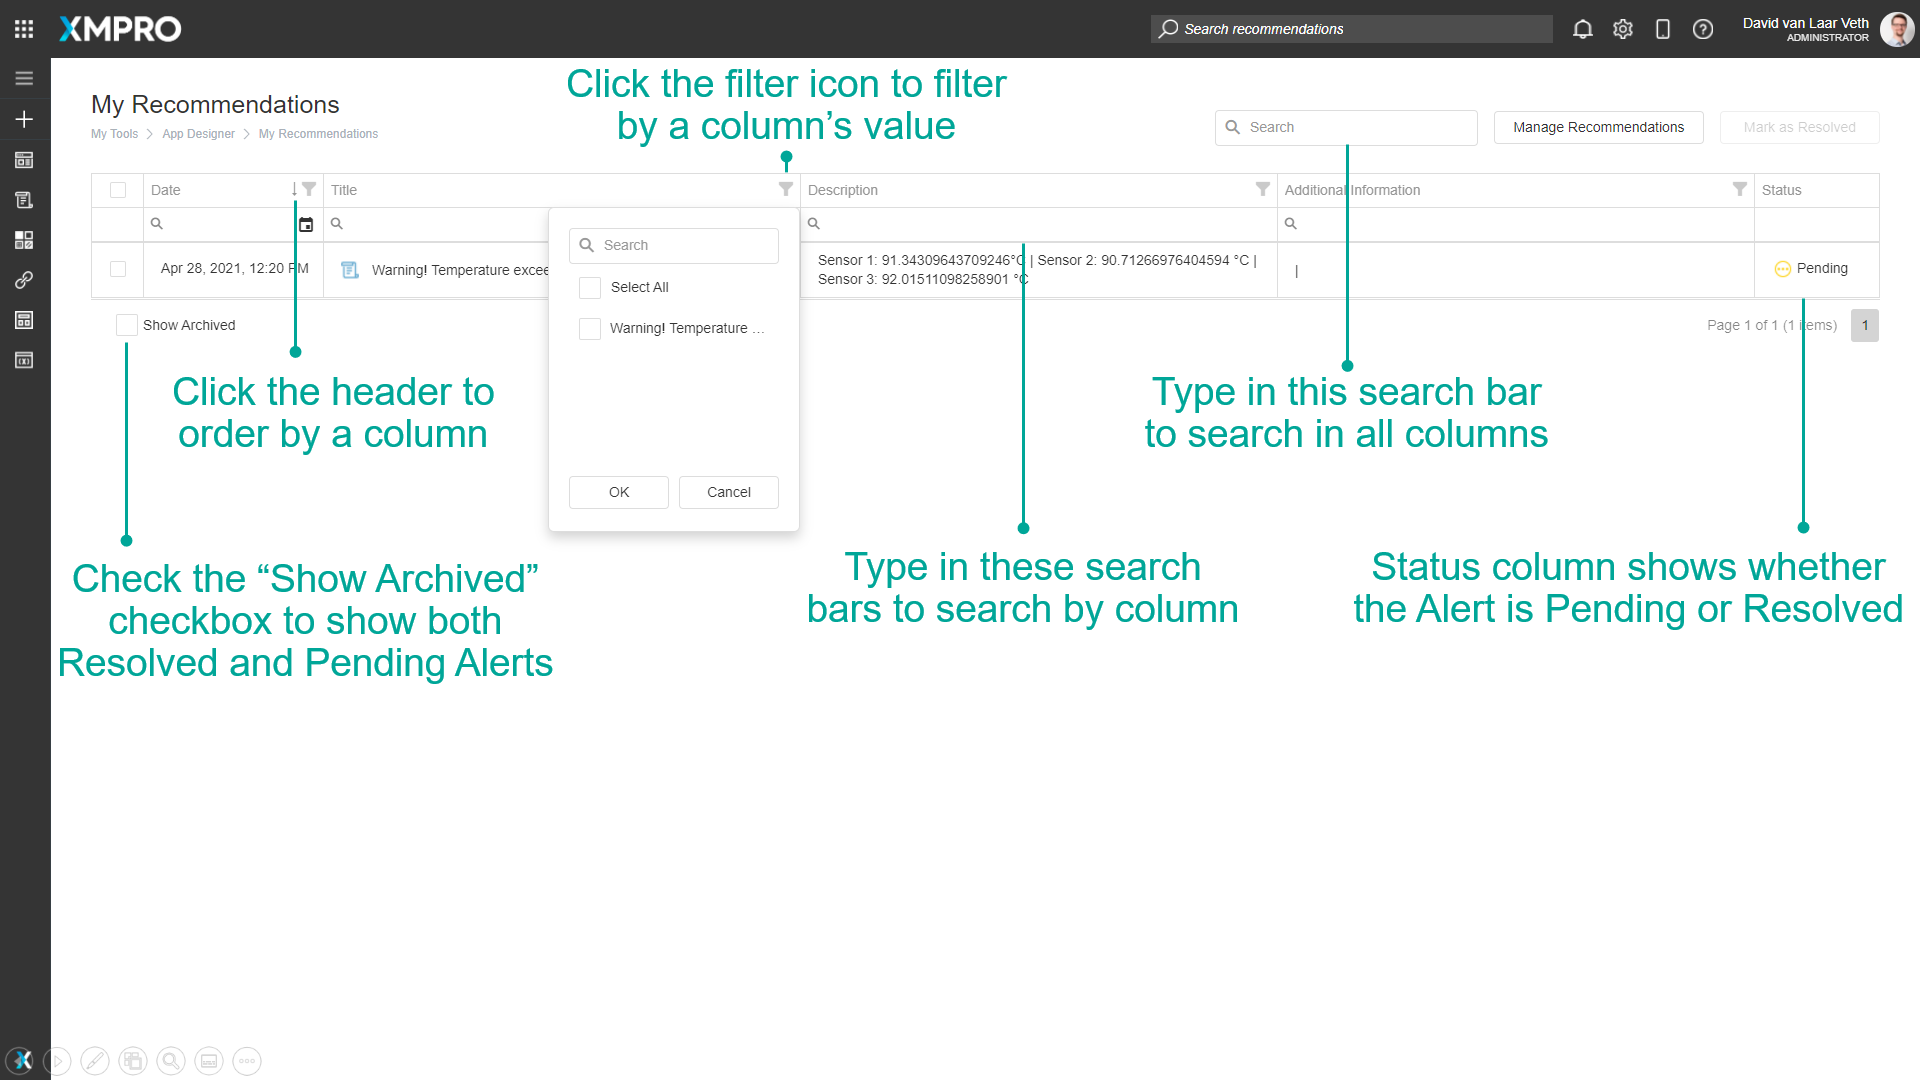 XMPRO
Search recommendations
David van Laar Veth
ADMINISTRATOR
My Recommendations
My Tools > App Designer > My Recommendations
Click the filter icon to filter
by a column’s value
Search
Manage Recommendations
Mark as Resolved
Date
Title
Description
Additional Information
Status
Apr 28, 2021, 12:20 PM
Warning! Temperature excee
Sensor 1: 91.34309643709246°C | Sensor 2: 90.71266976404594 °C |
Sensor 3: 92.01511098258901 °C
|
Pending
Search
Select All
Warning! Temperature ...
OK
Cancel
Show Archived
Page 1 of 1 (1 items)
1
Click the header to
order by a column
Type in this search bar
to search in all columns
Check the “Show Archived”
checkbox to show both
Resolved and Pending Alerts
Type in these search
bars to search by column
Status column shows whether
the Alert is Pending or Resolved